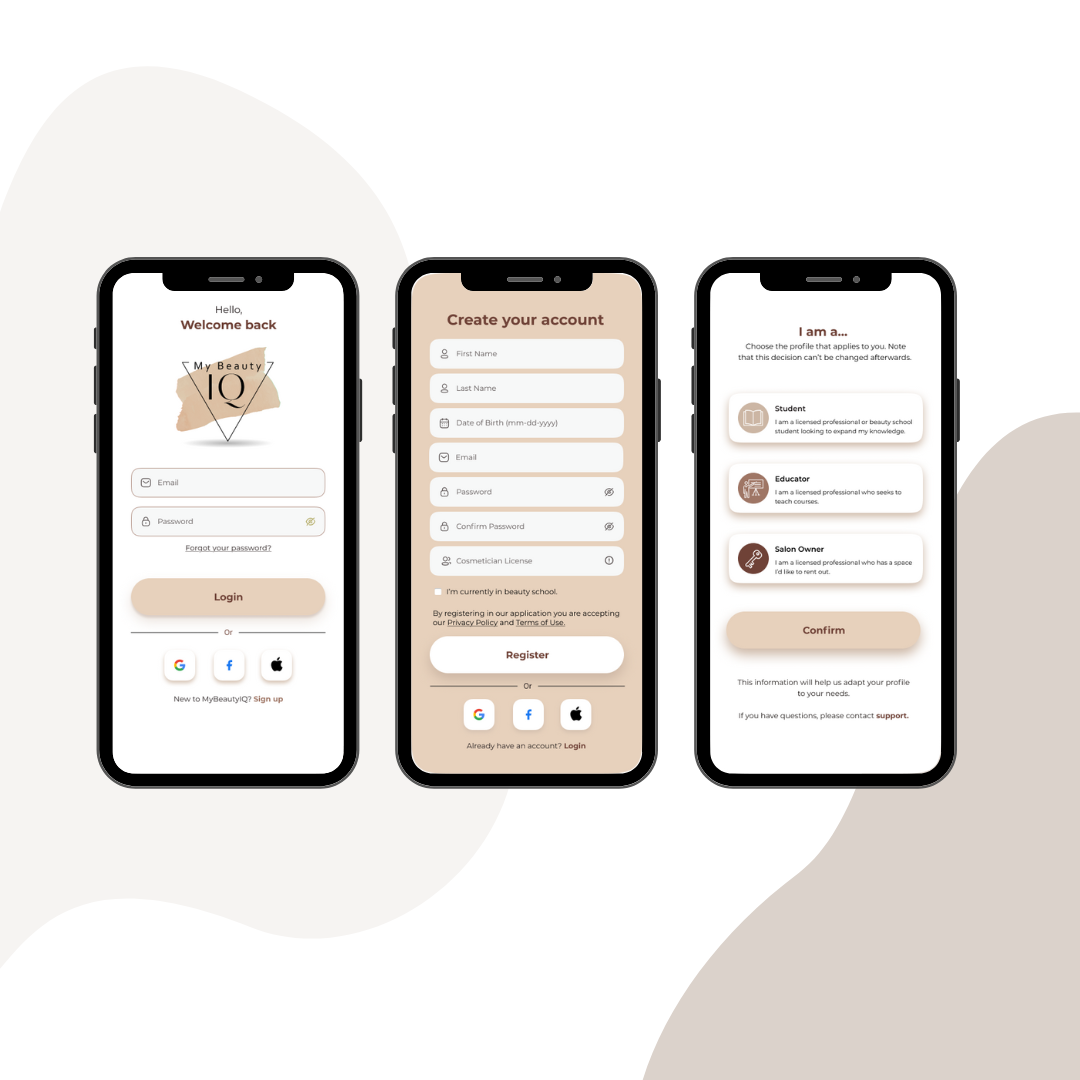 Hello,
Welcome back
My Beauty
IQ
Email
Password
Forgot your password?
Login
Or
New to MyBeautyIQ? Sign up
Create your account
First Name
Last Name
Date of Birth (mm-dd-yyyy)
Email
Password
Confirm Password
Cosmetician License
I'm currently in beauty school.
By registering in our application you are accepting
our Privacy Policy and Terms of Use.
Register
Or
Already have an account? Login
I am a...
Choose the profile that applies to you. Note
that this decision can't be changed afterwards.
Student
I am a licensed professional or beauty school
student looking to expand my knowledge.
Educator
I am a licensed professional who seeks to
teach courses.
Salon Owner
I am a licensed professional who has a space
I'd like to rent out.
Confirm
This information will help us adapt your profile
to your needs.
If you have questions, please contact support.